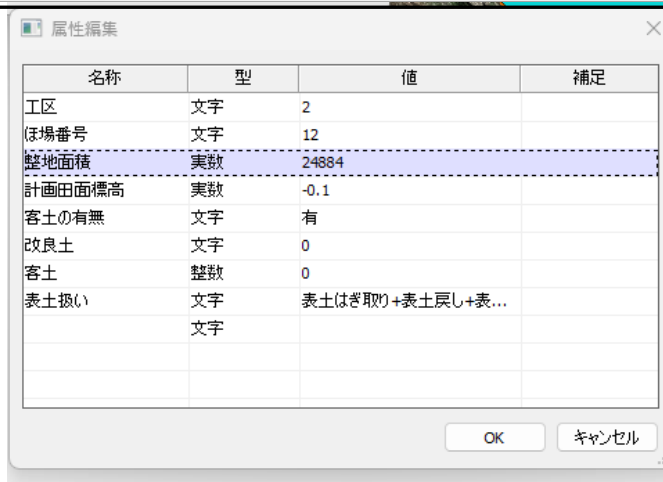 属性編集
名称 型 値 補足
工区 文字 2
ほ場番号 文字 12
整地面積 実数 24884
計画田面標高 実数 -0.1
客土の有無 文字 有
改良土 文字 0
客土 整数 0
表土扱い 文字 表土はぎ取り+表土戻し+表...
文字
OK キャンセル